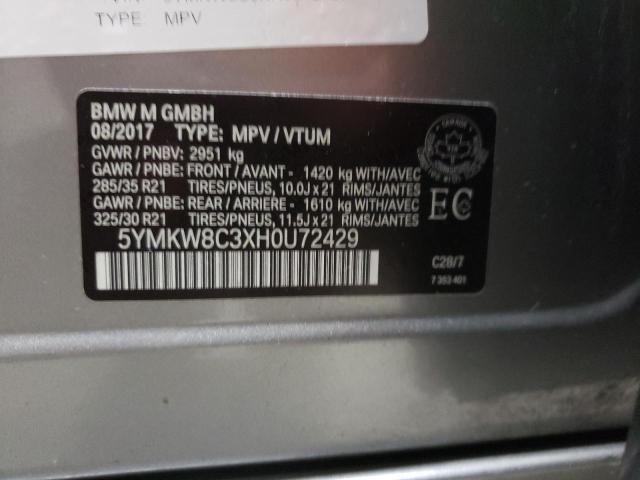 TYPE MPV
BMW M GMBH
08/2017 TYPE: MPV / VTUM
GVWR / PNBV: 2951 kg
GAWR / PNBE: FRONT / AVANT - 1420 kg WITH/AVEC
285/35 R21 TIRES/PNEUS, 10.0J x 21 RIMS/JANTES
GAWR / PNBE: REAR / ARRIERE - 1610 kg WITH/AVEC
325/30 R21 TIRES/PNEUS, 11.5J x 21 RIMS/JANTES
5YMKW8C3XH0U72429
EC
C28/7
7 353 401